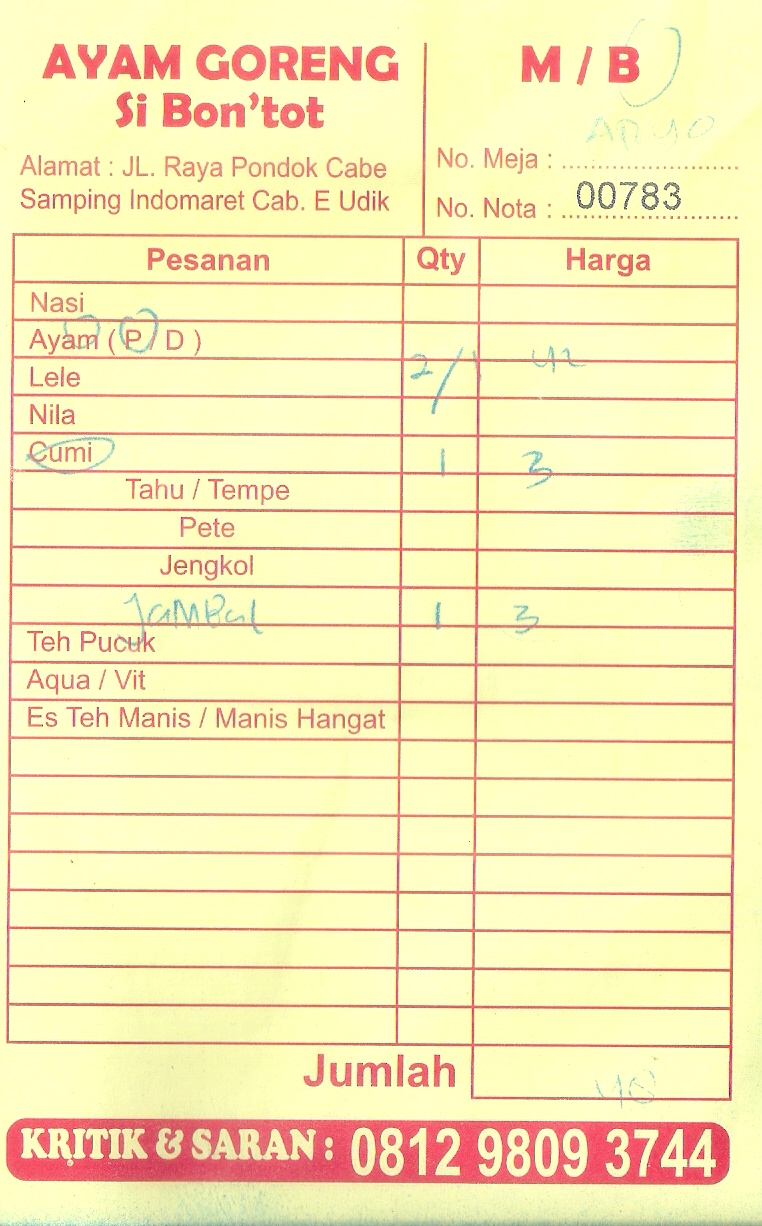 AYAM GORENG
Si Bon'tot
Alamat : JL. Raya Pondok Cabe
Samping Indomaret Cab. E Udik
M / B
No. Meja : ....................
No. Nota : 00783
Pesanan Qty Harga
Nasi
Ayam ( P / D ) 2/1 42
Lele
Nila
Cumi 1 3
Tahu / Tempe
Pete
Jengkol
Jambal 1 3
Teh Pucuk
Aqua / Vit
Es Teh Manis / Manis Hangat
Jumlah 48
KRITIK & SARAN : 0812 9809 3744